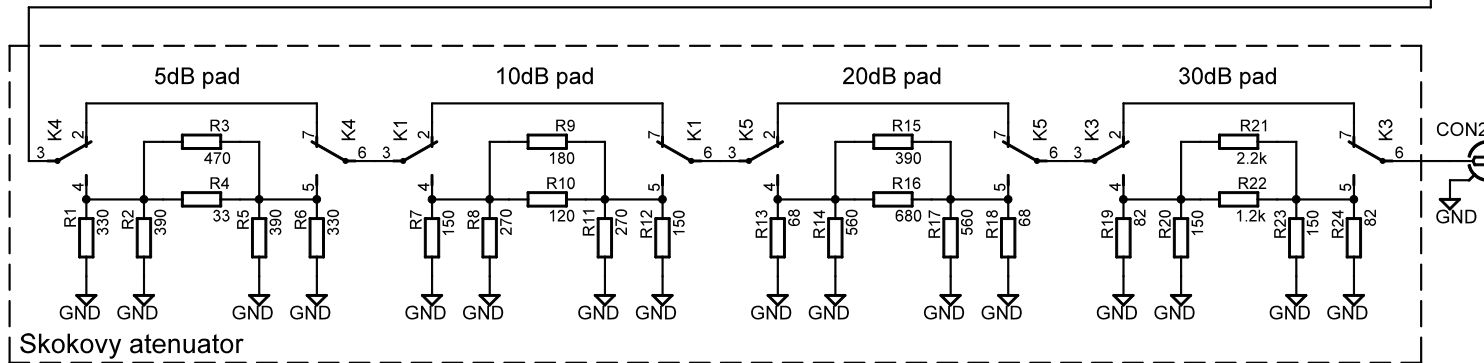 5dB pad
10dB pad
20dB pad
30dB pad
K4
3
2
4
R1
330
R2
390
R3
470
R4
33
R5
390
R6
330
7
5
K4
6
GND
GND
GND
GND
K1
3
2
4
R7
150
R8
270
R9
180
R10
120
R11
270
R12
150
7
5
K1
6
GND
GND
GND
GND
K5
3
2
4
R13
68
R14
560
R15
390
R16
680
R17
560
R18
68
7
5
K5
6
GND
GND
GND
GND
K3
3
2
4
R19
82
R20
150
R21
2.2k
R22
1.2k
R23
150
R24
82
7
5
K3
6
GND
GND
GND
GND
CON2
GND
Skokovy atenuator